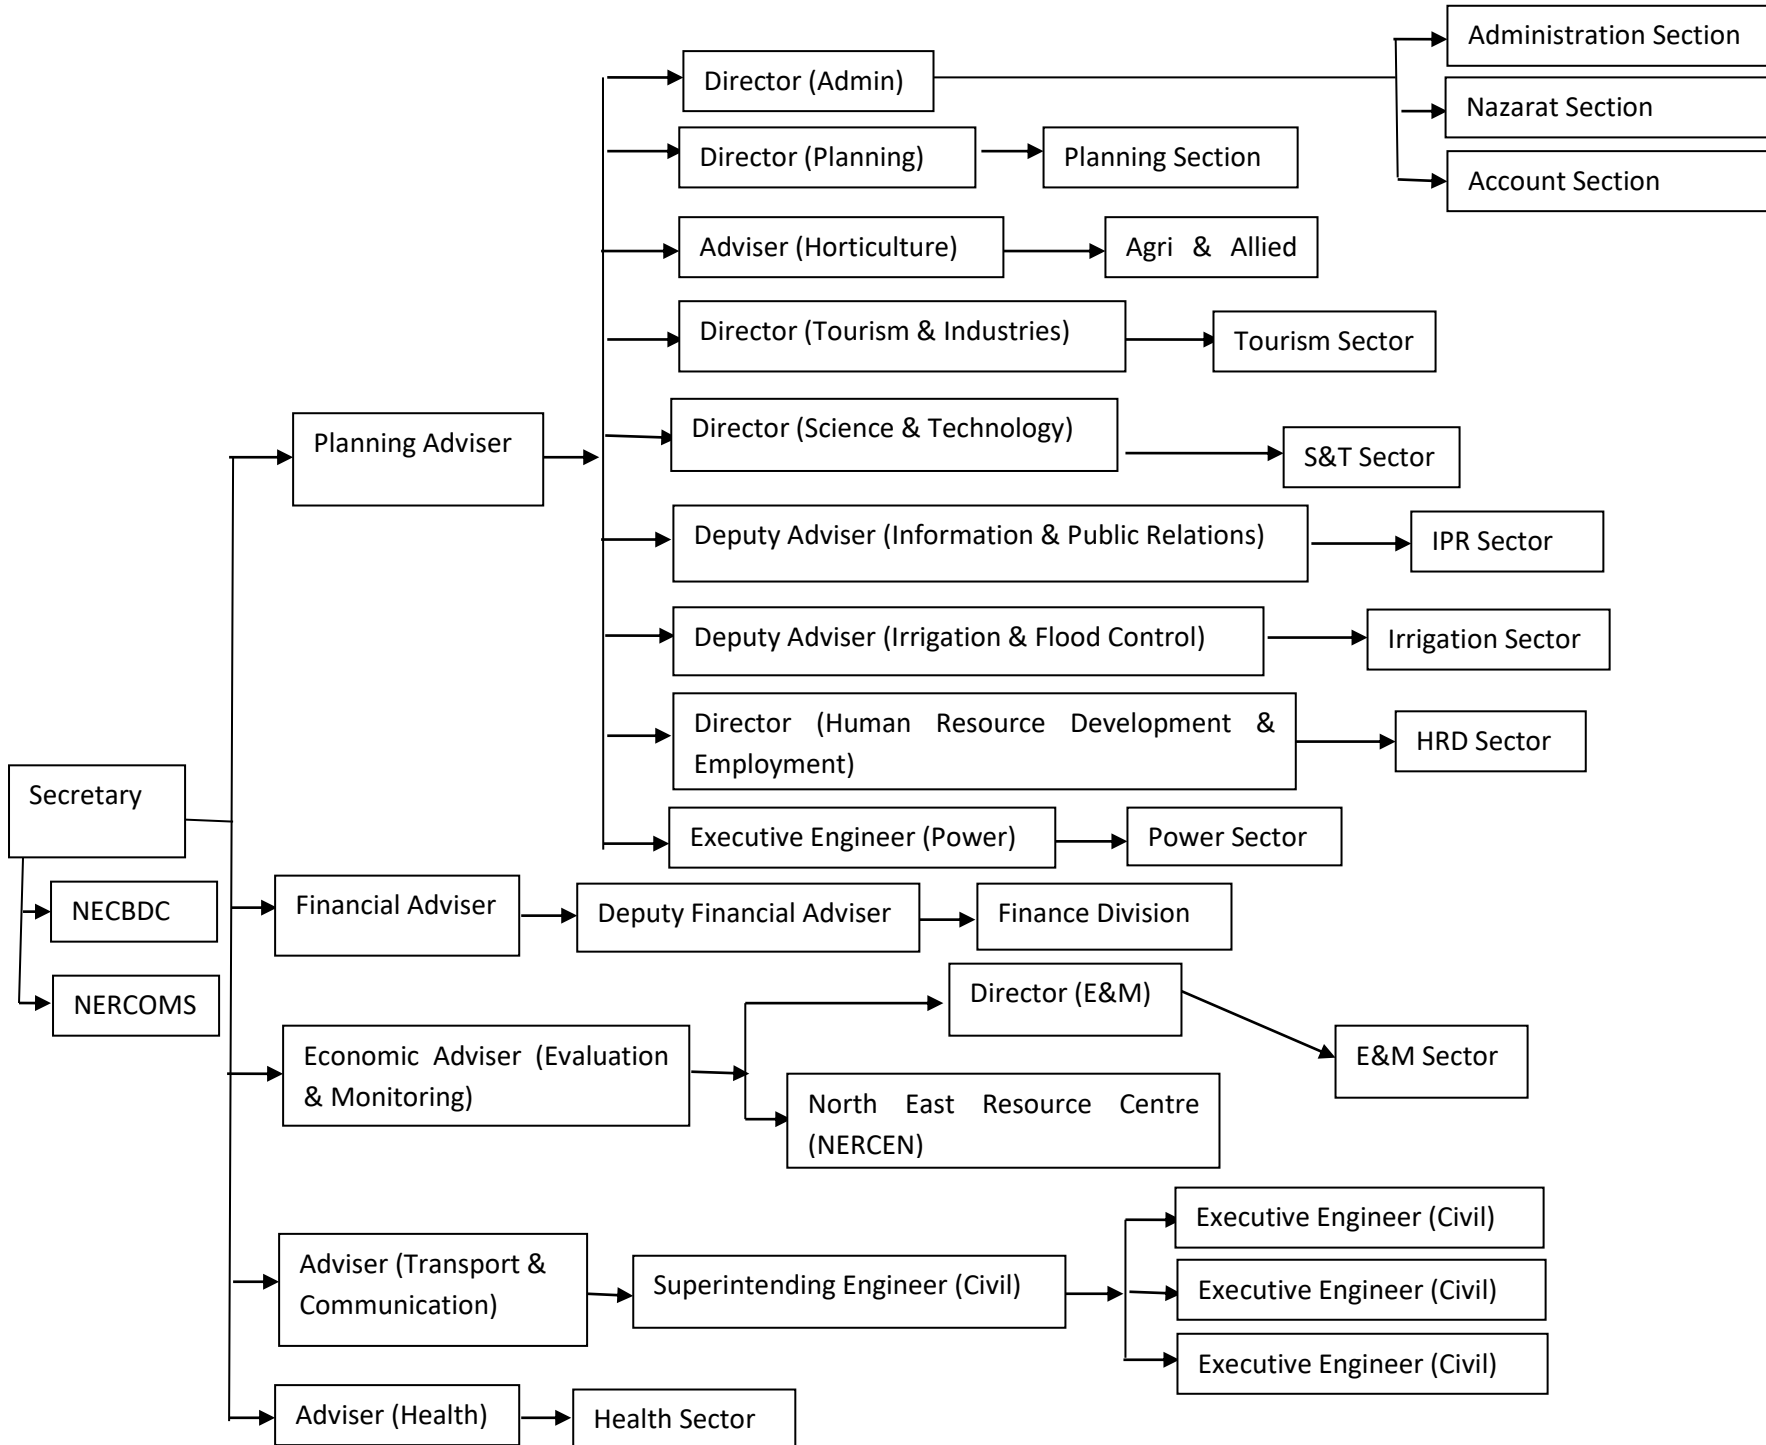 Administration Section
Director (Admin)
Nazarat Section
Director (Planning)
Planning Section
Account Section
Adviser (Horticulture)
Agri & Allied
Director (Tourism & Industries)
Tourism Sector
Planning Adviser
Director (Science & Technology)
S&T Sector
Deputy Adviser (Information & Public Relations)
IPR Sector
Deputy Adviser (Irrigation & Flood Control)
Irrigation Sector
Director (Human Resource Development &
Employment)
HRD Sector
Secretary
Executive Engineer (Power)
Power Sector
NECBDC
Financial Adviser
Deputy Financial Adviser
Finance Division
NERCOMS
Director (E&M)
Economic Adviser (Evaluation
& Monitoring)
E&M Sector
North East Resource Centre
(NERCEN)
Adviser (Transport &
Communication)
Superintending Engineer (Civil)
Executive Engineer (Civil)
Executive Engineer (Civil)
Executive Engineer (Civil)
Adviser (Health)
Health Sector